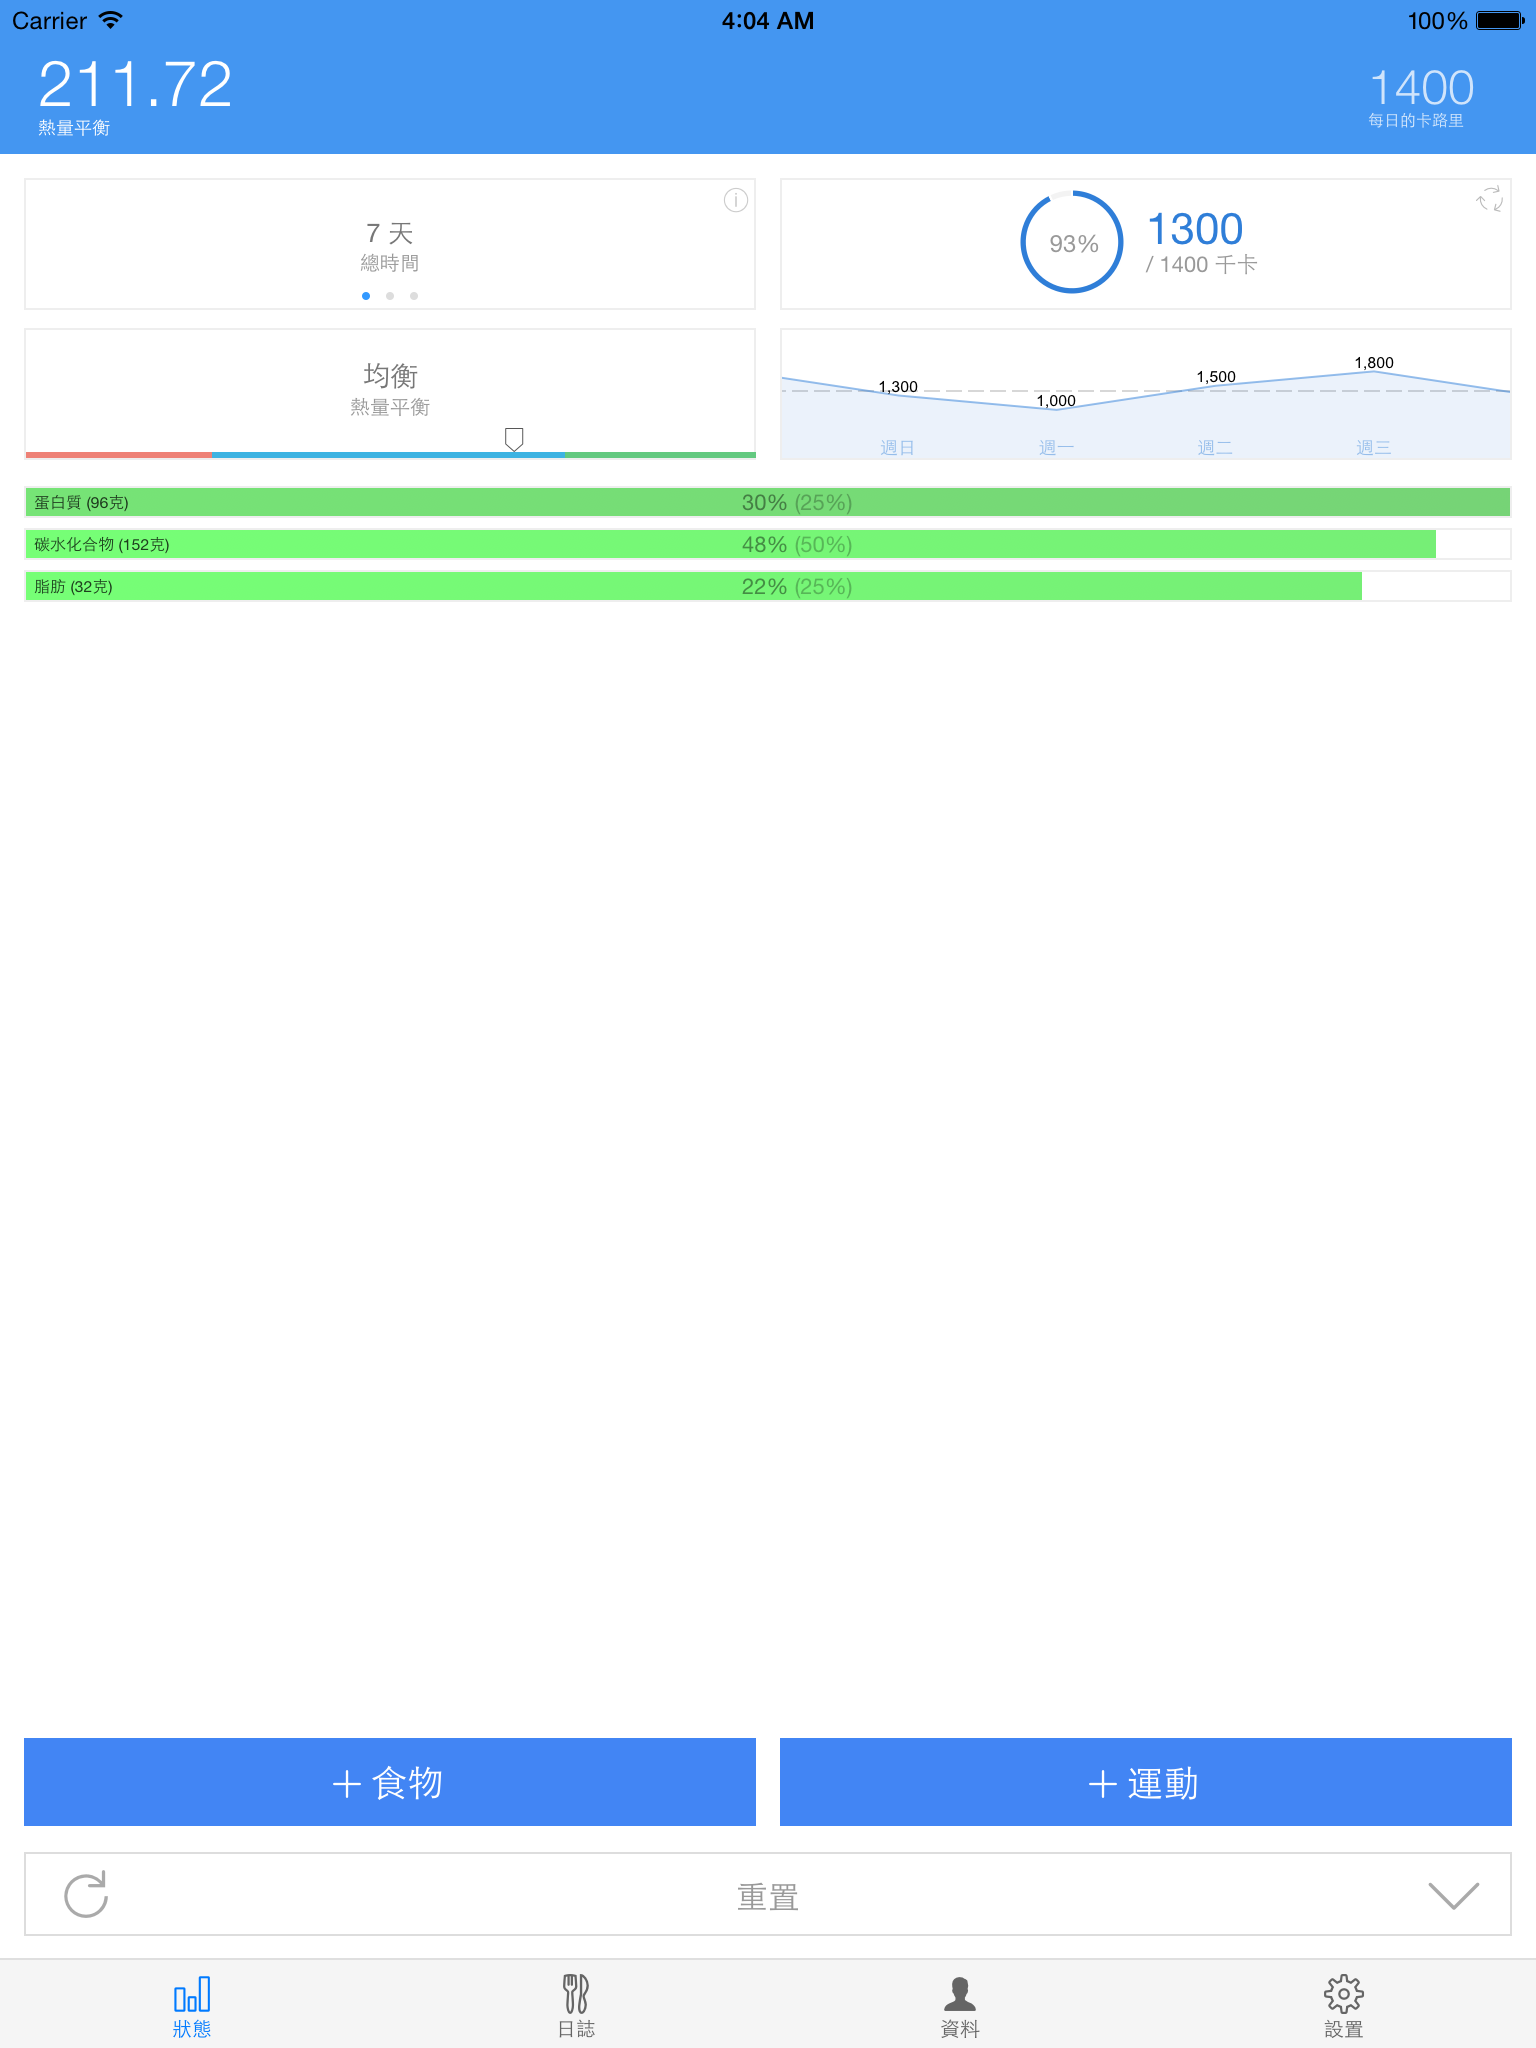 Carrier 4:04 AM 100%
211.72
熱量平衡
1400
每日的卡路里
7 天
總時間
93%
1300
/ 1400 千卡
均衡
熱量平衡
1,300
1,000
1,500
1,800
週日 週一 週二 週三
蛋白質 (96克) 30% (25%)
碳水化合物 (152克) 48% (50%)
脂肪 (32克) 22% (25%)
+ 食物
+ 運動
重置
狀態 日誌 資料 設置